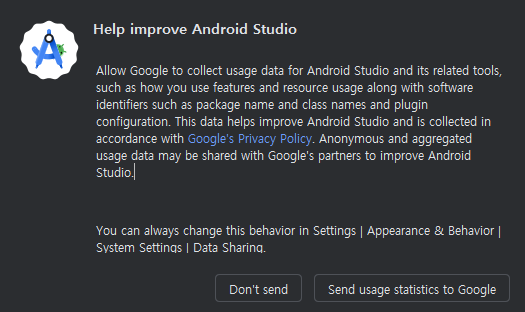 Help improve Android Studio
Allow Google to collect usage data for Android Studio and its related tools,
such as how you use features and resource usage along with software
identifiers such as package name and class names and plugin
configuration. This data helps improve Android Studio and is collected in
accordance with Google's Privacy Policy. Anonymous and aggregated
usage data may be shared with Google's partners to improve Android
Studio.
You can always change this behavior in Settings | Appearance & Behavior |
System Settings | Data Sharing.
Don't send
Send usage statistics to Google